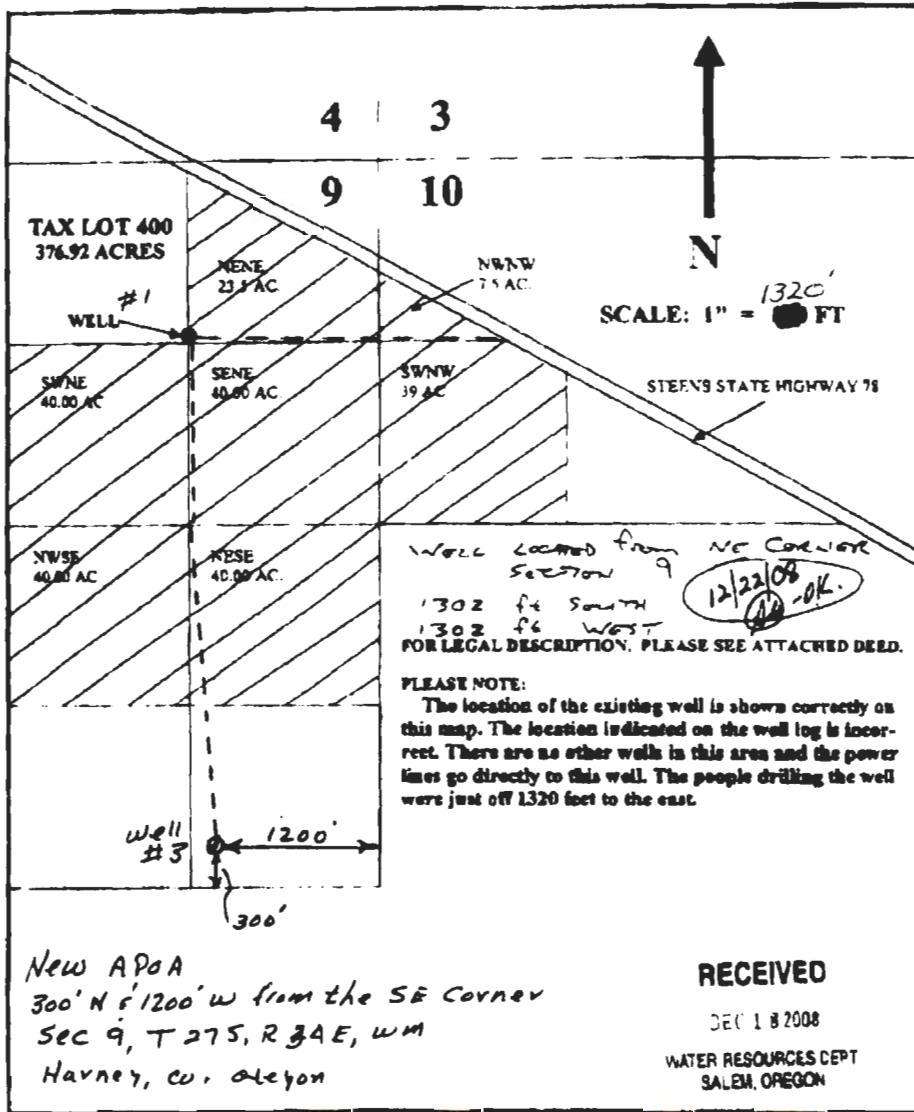 4 3
9 10
TAX LOT 400
376.92 ACRES
N
SCALE: 1" = 1320' FT
NENE
23.5 AC.
NWNW
7.5 AC.
#1
WELL
STEENS STATE HIGHWAY 78
SWNE
40.00 AC
SENE
40.00 AC
SWNW
39 AC
NWSE
40.00 AC
NESE
40.00 AC.
WELL LOCATED from NE CORNER
SECTION 9
1302 ft SOUTH
1302 ft WEST
12/22/08
-OK.
FOR LEGAL DESCRIPTION, PLEASE SEE ATTACHED DEED.
PLEASE NOTE:
The location of the existing well is shown correctly on
this map. The location indicated on the well log is incor-
rect. There are no other wells in this area and the power
lines go directly to this well. The people drilling the well
were just off 1320 feet to the east.
well
#3
1200'
300'
New APOA
300' N & 1200' W from the SE Corner
Sec 9, T 27S, R 34E, WM
Harney, co. oregon
RECEIVED
DEC 18 2008
WATER RESOURCES DEPT
SALEM, OREGON